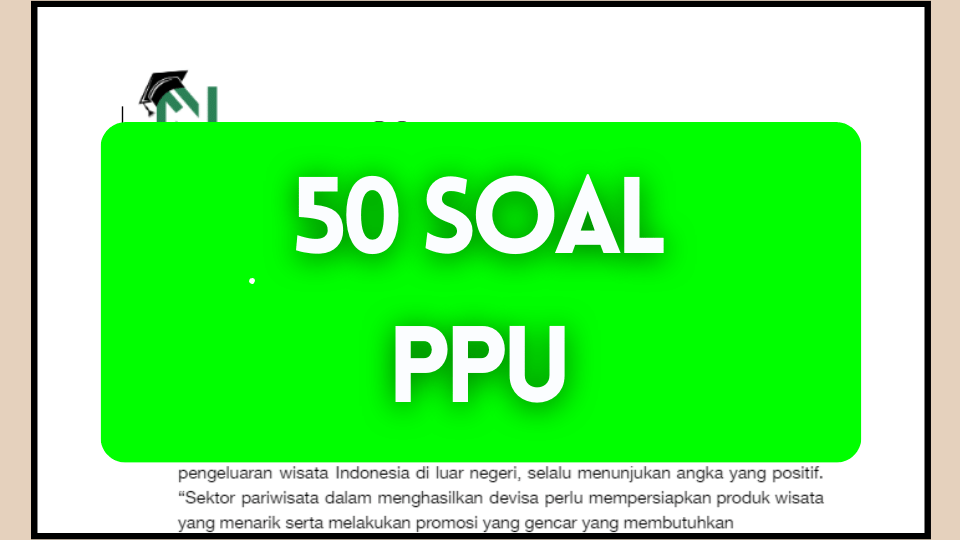 50 SOAL
PPU
pengeluaran wisata Indonesia di luar negeri, selalu menunjukan angka yang positif.
“Sektor pariwisata dalam menghasilkan devisa perlu mempersiapkan produk wisata
yang menarik serta melakukan promosi yang gencar yang membutuhkan